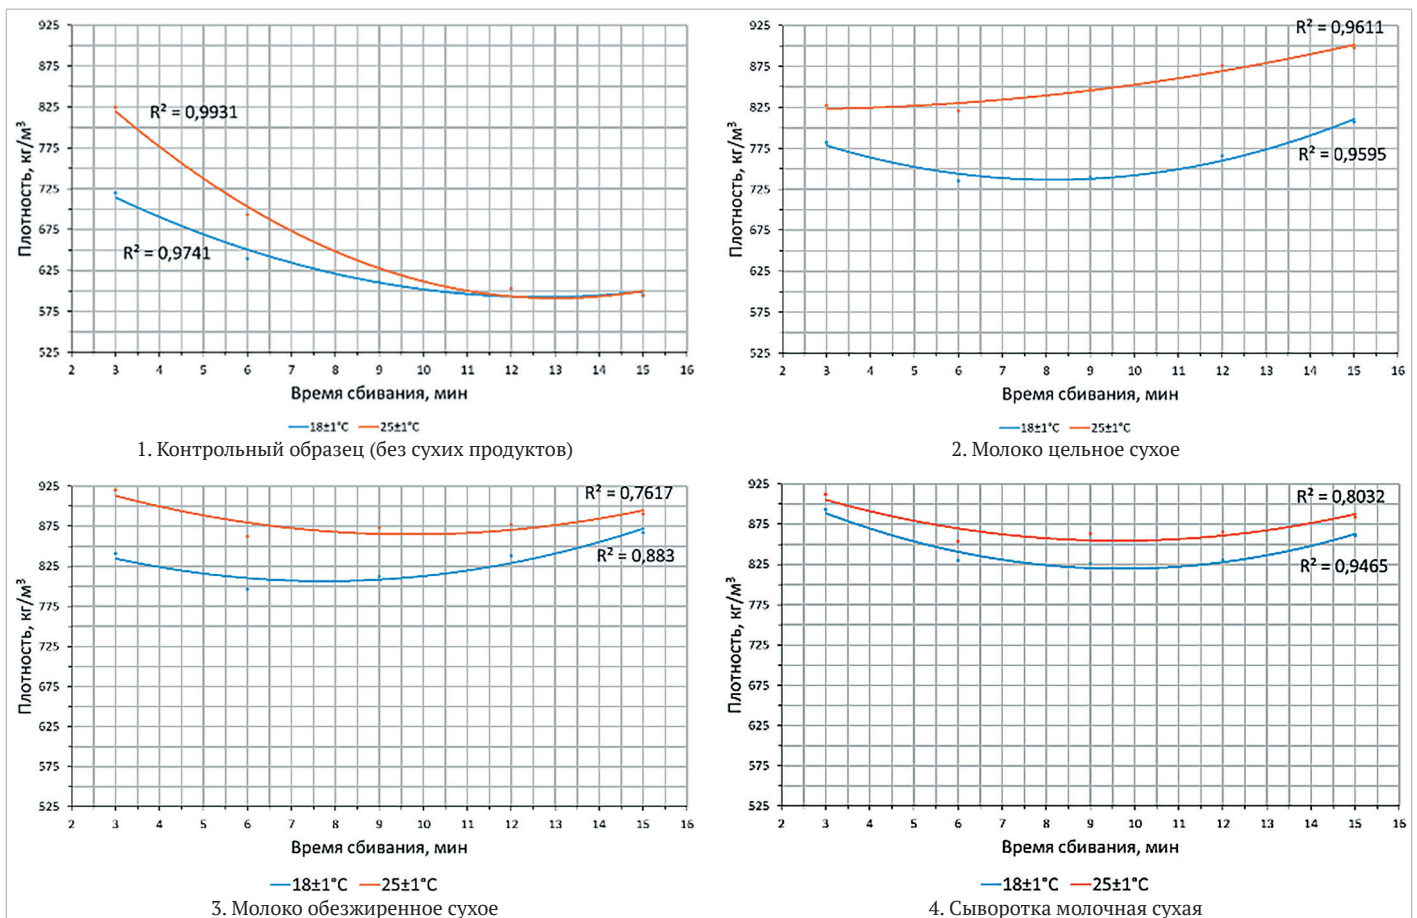 925
875
825
775
725
675
625
575
525
Плотность, кг/м³
R² = 0,9931
R² = 0,9741
2 3 4 5 6 7 8 9 10 11 12 13 14 15 16
Время сбивания, мин
18±1°C 25±1°C
1. Контрольный образец (без сухих продуктов)
925
875
825
775
725
675
625
575
525
Плотность, кг/м³
R² = 0,9611
R² = 0,9595
2 3 4 5 6 7 8 9 10 11 12 13 14 15 16
Время сбивания, мин
18±1°C 25±1°C
2. Молоко цельное сухое
925
875
825
775
725
675
625
575
525
Плотность, кг/м³
R² = 0,7617
R² = 0,883
2 3 4 5 6 7 8 9 10 11 12 13 14 15 16
Время сбивания, мин
18±1°C 25±1°C
3. Молоко обезжиренное сухое
925
875
825
775
725
675
625
575
525
Плотность, кг/м³
R² = 0,8032
R² = 0,9465
2 3 4 5 6 7 8 9 10 11 12 13 14 15 16
Время сбивания, мин
18±1°C 25±1°C
4. Сыворотка молочная сухая